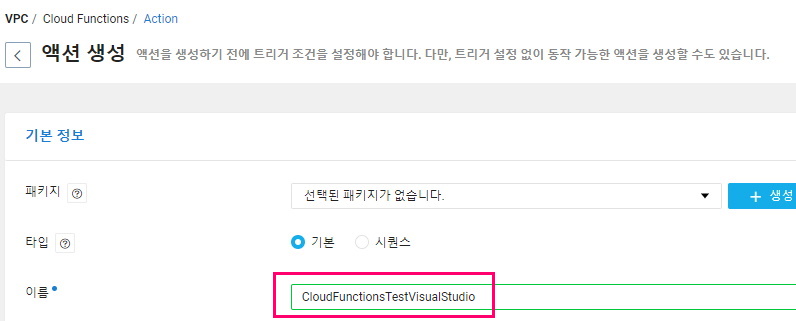 VPC / Cloud Functions / Action
액션 생성 액션을 생성하기 전에 트리거 조건을 설정해야 합니다. 다만, 트리거 설정 없이 동작 가능한 액션을 생성할 수도 있습니다.
기본 정보
패키지 ? 선택된 패키지가 없습니다. + 생성
타입 ? 기본 시퀀스
이름 CloudFunctionsTestVisualStudio